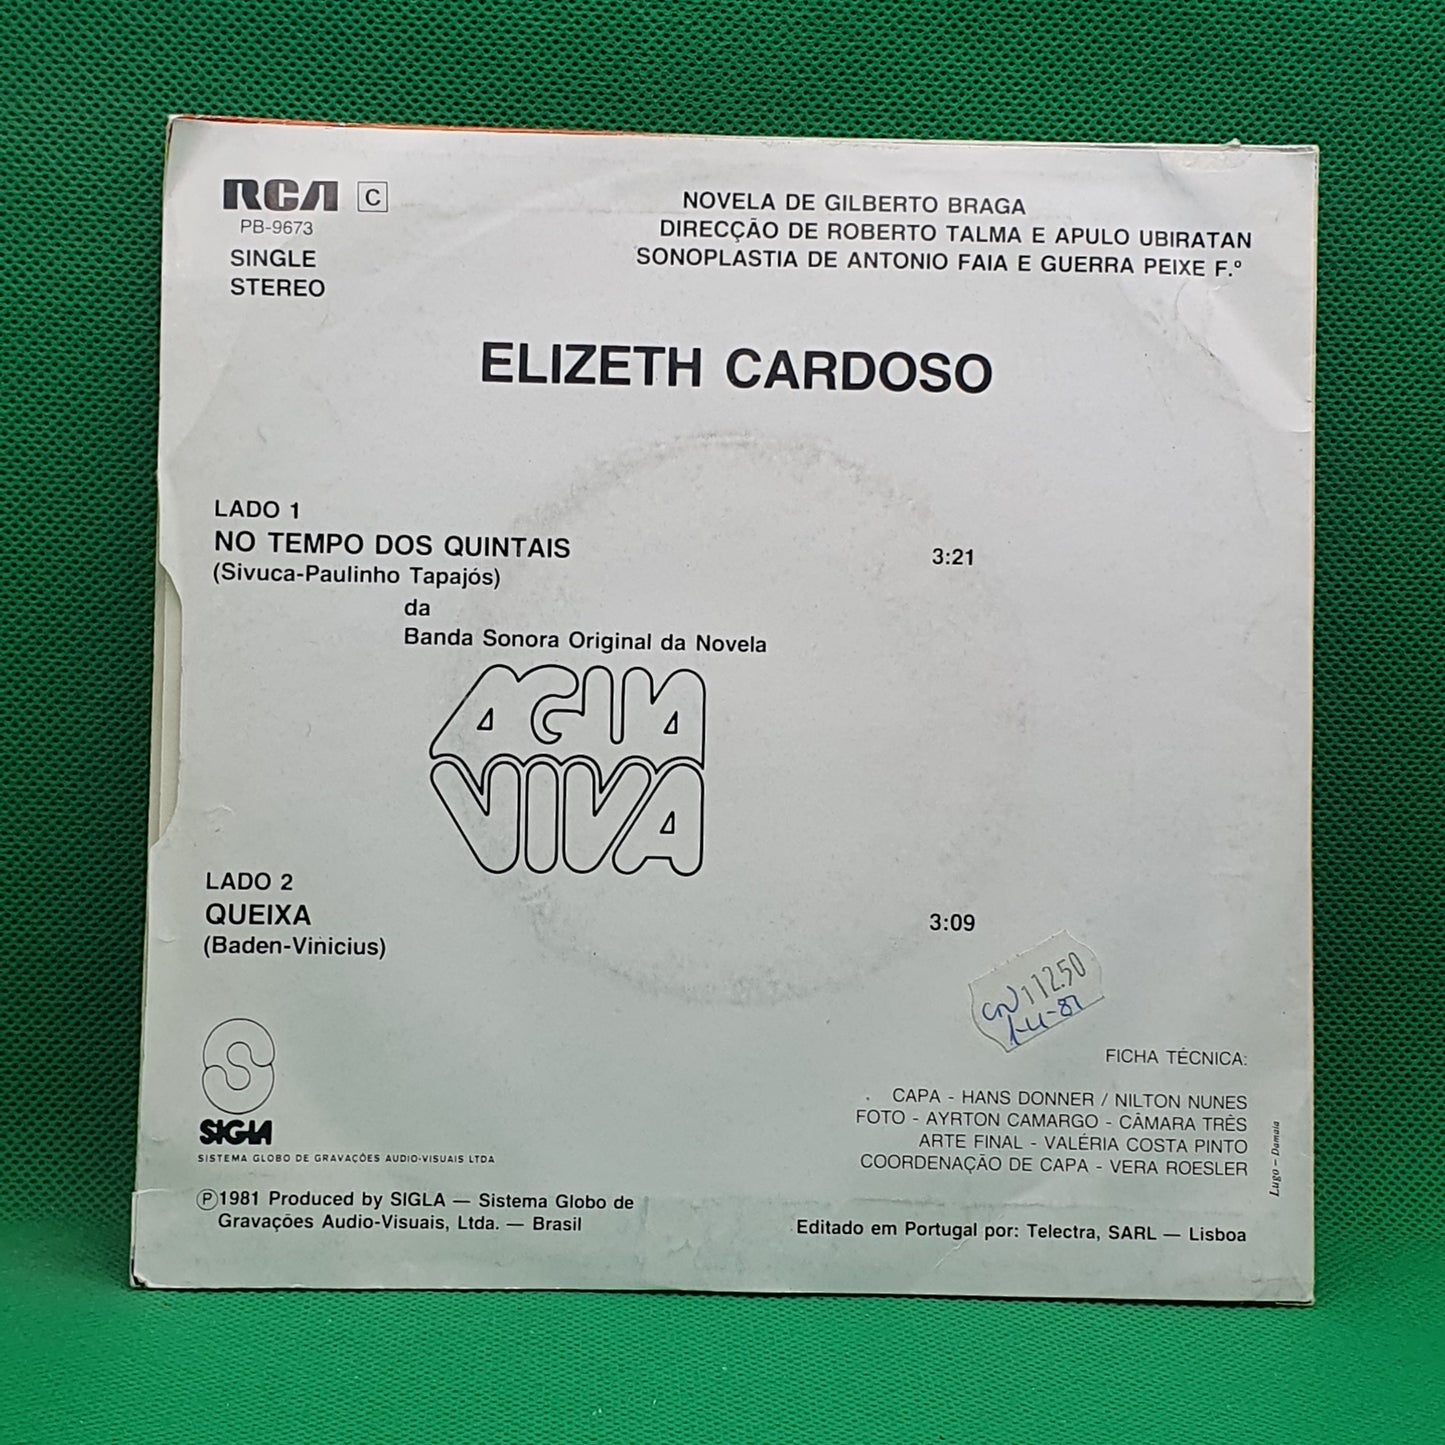 RCA C
PB-9673
SINGLE
STEREO
NOVELA DE GILBERTO BRAGA
DIRECÇÃO DE ROBERTO TALMA E APULO UBIRATAN
SONOPLASTIA DE ANTONIO FAIA E GUERRA PEIXE F.º
ELIZETH CARDOSO
LADO 1
NO TEMPO DOS QUINTAIS 3:21
(Sivuca-Paulinho Tapajós)
da
Banda Sonora Original da Novela
AGUA
VIVA
LADO 2
QUEIXA 3:09
(Baden-Vinicius)
112.50
SIGLA
SISTEMA GLOBO DE GRAVAÇÕES AUDIO-VISUAIS LTDA
Ⓟ1981 Produced by SIGLA — Sistema Globo de
Gravações Audio-Visuais, Ltda. — Brasil
FICHA TÉCNICA:
CAPA - HANS DONNER / NILTON NUNES
FOTO - AYRTON CAMARGO - CÂMARA TRÊS
ARTE FINAL - VALÉRIA COSTA PINTO
COORDENAÇÃO DE CAPA - VERA ROESLER
Lugo - Damaia
Editado em Portugal por: Telectra, SARL — Lisboa